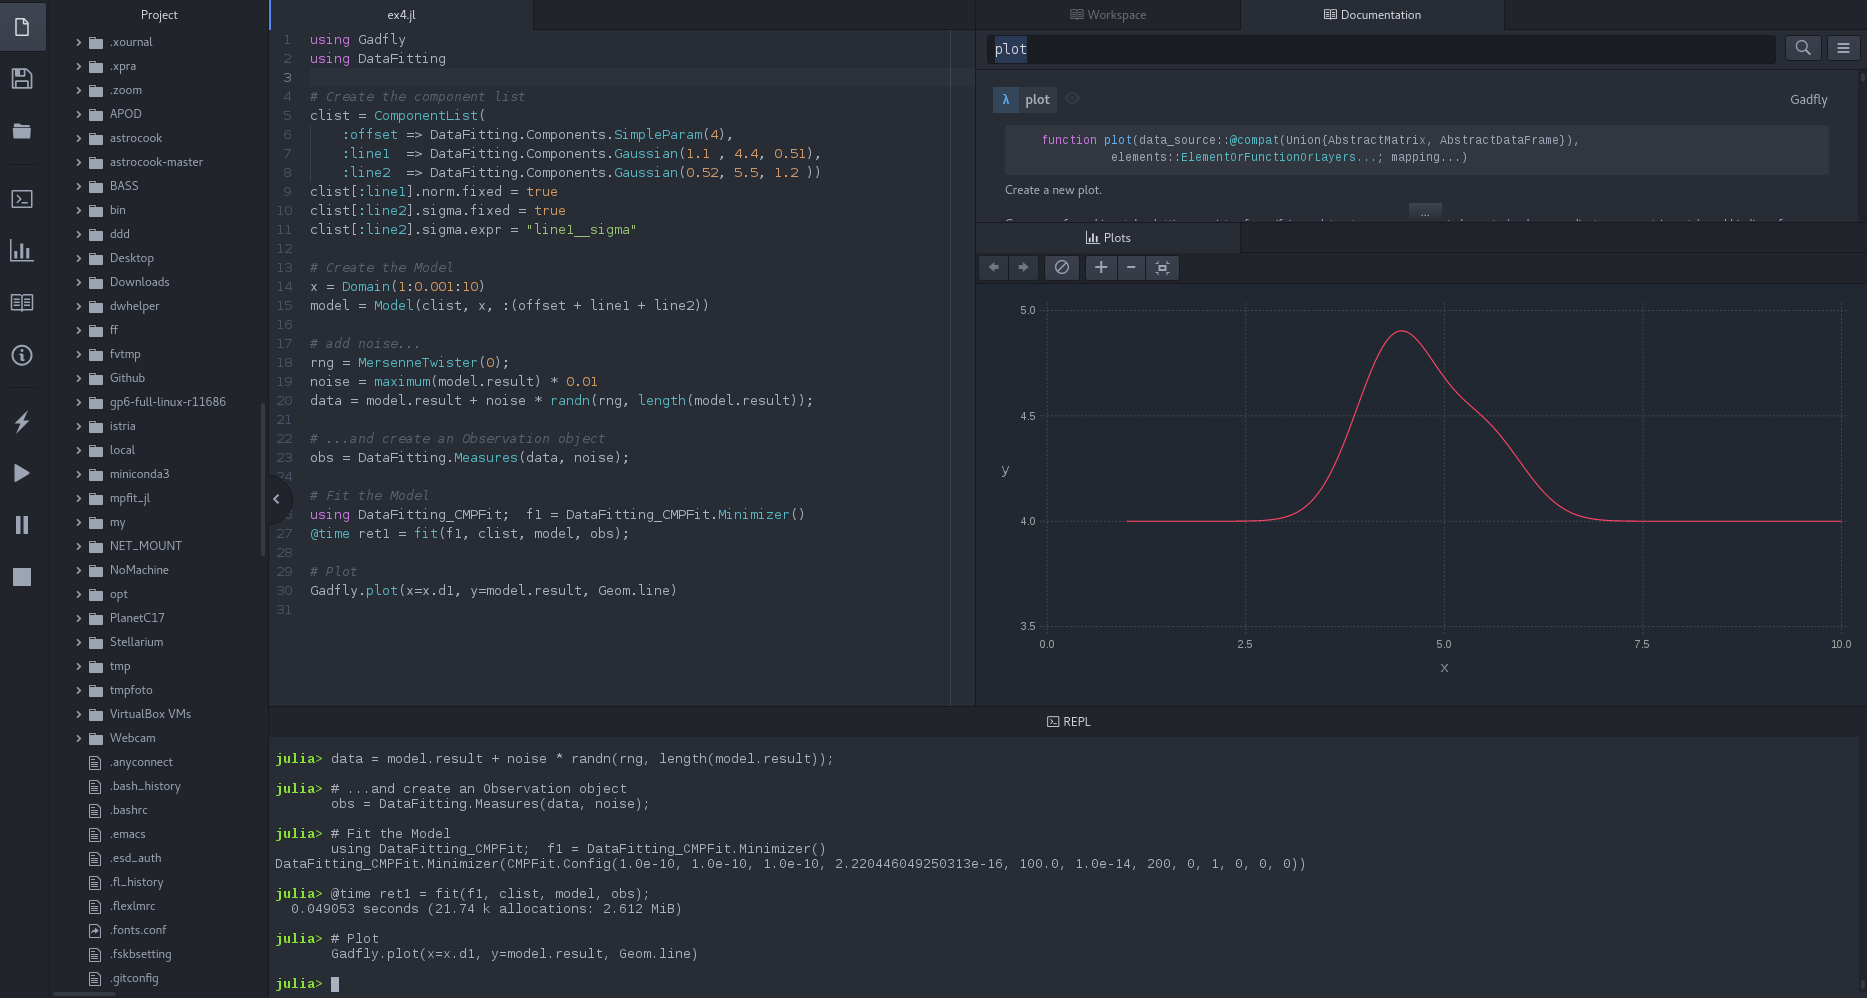 Project
.xournal
.xpra
.zoom
APOD
astrocook
astrocook-master
BASS
bin
ddd
Desktop
Downloads
dwhelper
ff
fvtmp
Github
gp6-full-linux-r11686
istria
local
miniconda3
mpfit_jl
my
NET_MOUNT
NoMachine
opt
PlanetC17
Stellarium
tmp
tmpfoto
VirtualBox VMs
Webcam
.anyconnect
.bash_history
.bashrc
.emacs
.esd_auth
.fl_history
.flexlmrc
.fonts.conf
.fskbsetting
.gitconfig
ex4.jl
1 using Gadfly
2 using DataFitting
3
4 # Create the component list
5 clist = ComponentList(
6     :offset => DataFitting.Components.SimpleParam(4),
7     :line1  => DataFitting.Components.Gaussian(1.1 , 4.4, 0.51),
8     :line2  => DataFitting.Components.Gaussian(0.52, 5.5, 1.2 ))
9 clist[:line1].norm.fixed = true
10 clist[:line2].sigma.fixed = true
11 clist[:line2].sigma.expr = "line1__sigma"
12
13 # Create the Model
14 x = Domain(1:0.001:10)
15 model = Model(clist, x, :(offset + line1 + line2))
16
17 # add noise...
18 rng = MersenneTwister(0);
19 noise = maximum(model.result) * 0.01
20 data = model.result + noise * randn(rng, length(model.result));
21
22 # ...and create an Observation object
23 obs = DataFitting.Measures(data, noise);
24
# Fit the Model
using DataFitting_CMPFit;  f1 = DataFitting_CMPFit.Minimizer()
27 @time ret1 = fit(f1, clist, model, obs);
28
29 # Plot
30 Gadfly.plot(x=x.d1, y=model.result, Geom.line)
31
Workspace
Documentation
plot
λ plot Gadfly
function plot(data_source::@compat(Union{AbstractMatrix, AbstractDataFrame}),
elements::ElementOrFunctionOrLayers...; mapping...)
Create a new plot.
...
Plots
5.0
4.5
y
4.0
3.5
0.0 2.5 5.0 7.5 10.0
x
REPL
julia> data = model.result + noise * randn(rng, length(model.result));
julia> # ...and create an Observation object
obs = DataFitting.Measures(data, noise);
julia> # Fit the Model
using DataFitting_CMPFit;  f1 = DataFitting_CMPFit.Minimizer()
DataFitting_CMPFit.Minimizer(CMPFit.Config(1.0e-10, 1.0e-10, 1.0e-10, 2.220446049250313e-16, 100.0, 1.0e-14, 200, 0, 1, 0, 0, 0))
julia> @time ret1 = fit(f1, clist, model, obs);
0.049053 seconds (21.74 k allocations: 2.612 MiB)
julia> # Plot
Gadfly.plot(x=x.d1, y=model.result, Geom.line)
julia>